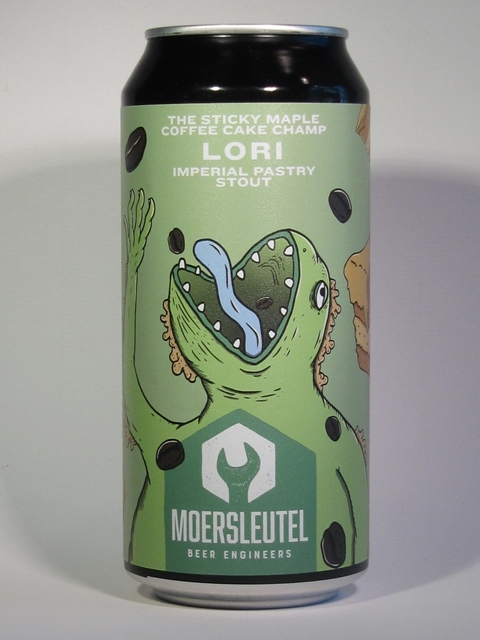 THE STICKY MAPLE
COFFEE CAKE CHAMP
LORI
IMPERIAL PASTRY
STOUT
MOERSLEUTEL
BEER ENGINEERS